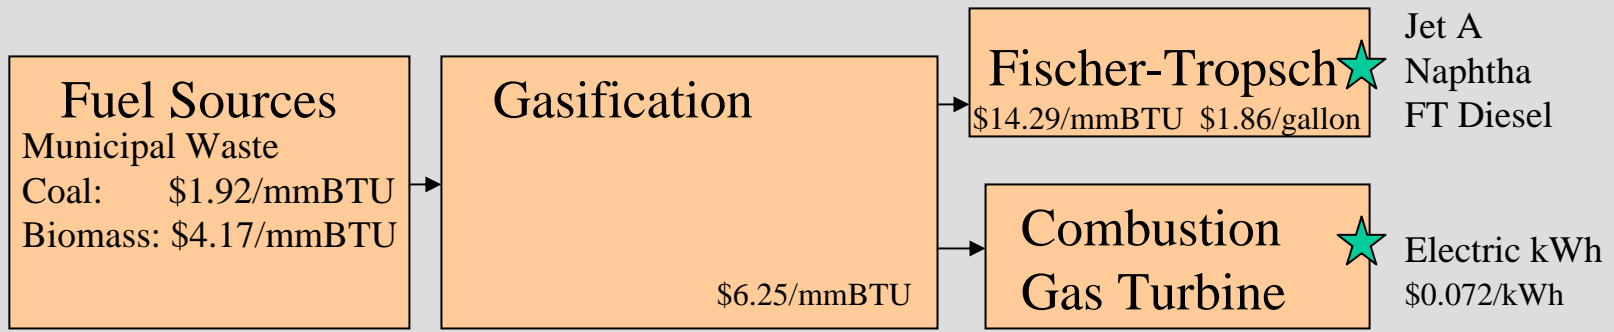 Fuel Sources
Municipal Waste
Coal: $1.92/mmBTU
Biomass: $4.17/mmBTU
Gasification
$6.25/mmBTU
Fischer-Tropsch
$14.29/mmBTU $1.86/gallon
Jet A
Naphtha
FT Diesel
Combustion
Gas Turbine
Electric kWh
$0.072/kWh